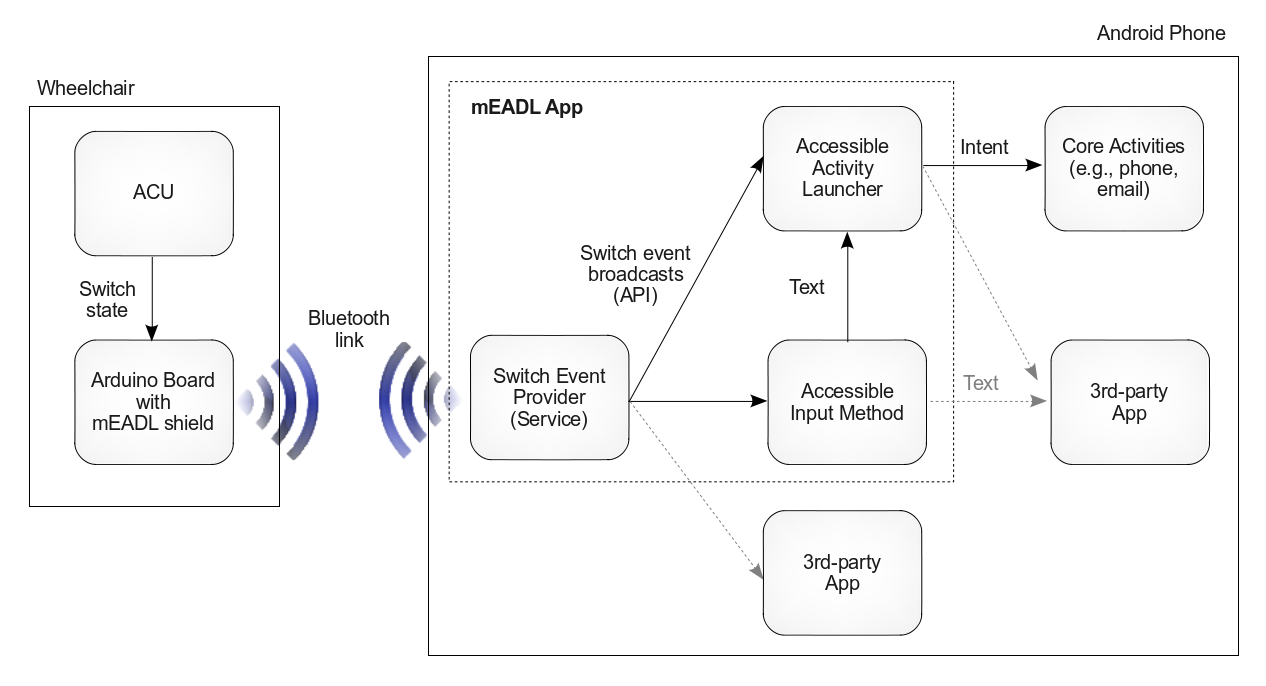 Android Phone
Wheelchair
mEADL App
ACU
Accessible
Activity
Launcher
Intent
Core Activities
(e.g., phone,
email)
Switch event
broadcasts
(API)
Switch
state
Text
Bluetooth
link
Arduino Board
with
mEADL shield
Switch Event
Provider
(Service)
Accessible
Input Method
Text
3rd-party
App
3rd-party
App